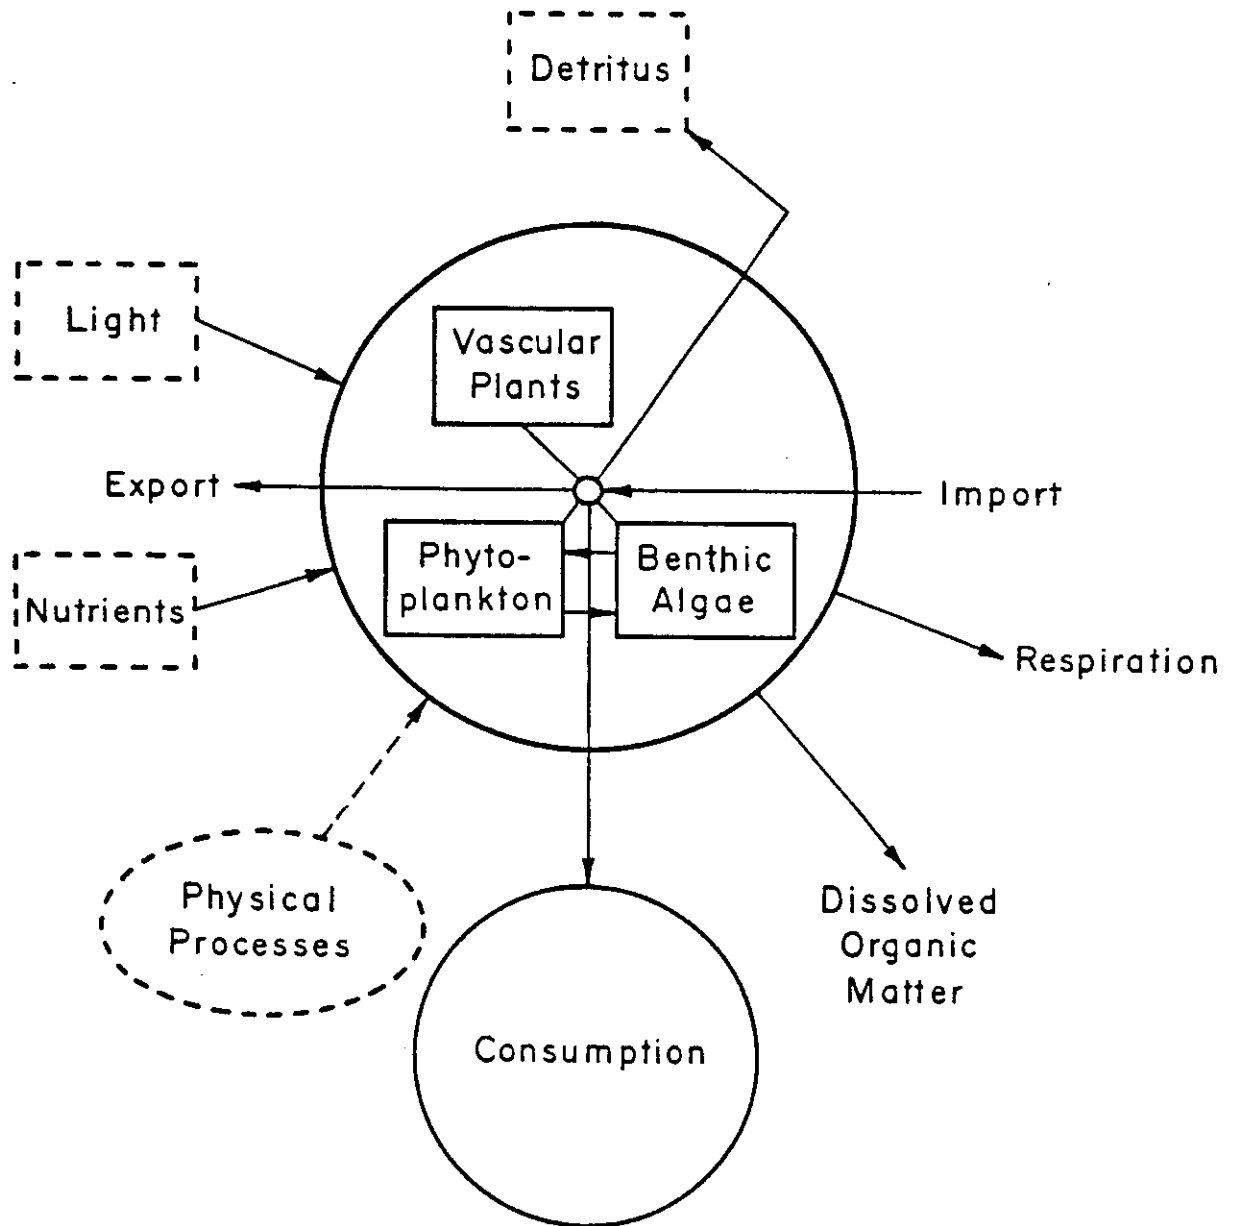 Detritus
Light
Vascular
Plants
Export
Import
Phyto-
plankton
Benthic
Algae
Nutrients
Respiration
Physical
Processes
Dissolved
Organic
Matter
Consumption